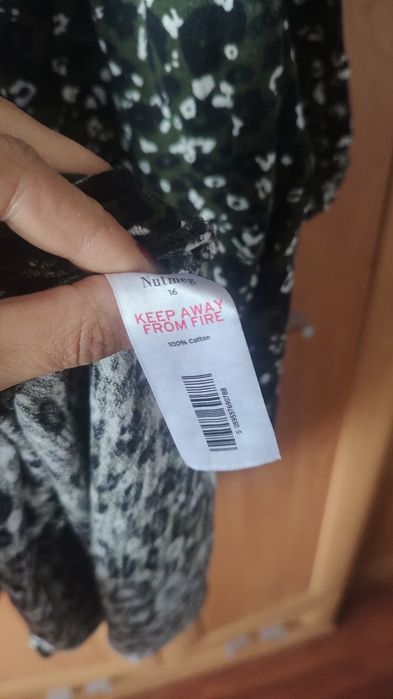 Nutmeg
16
KEEP AWAY
FROM FIRE
100% Cotton